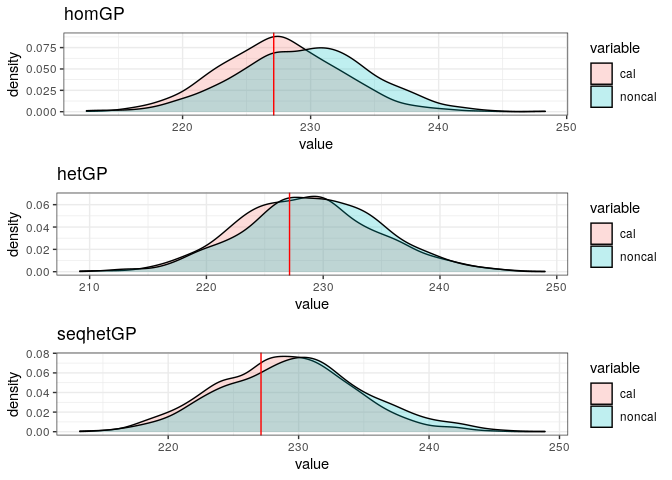 homGP
density
0.075
0.050
0.025
0.000
220 230 240 250
value
variable
cal
noncal
hetGP
density
0.06
0.04
0.02
0.00
210 220 230 240 250
value
variable
cal
noncal
seqhetGP
density
0.08
0.06
0.04
0.02
0.00
220 230 240 250
value
variable
cal
noncal